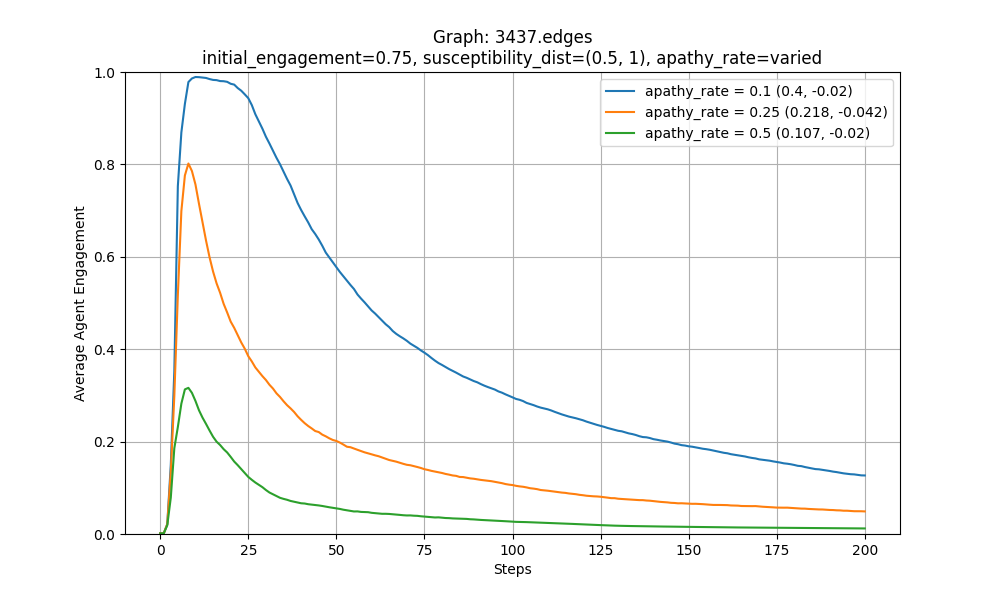 Graph: 3437.edges
initial_engagement=0.75, susceptibility_dist=(0.5, 1), apathy_rate=varied
1.0
0.8
0.6
0.4
0.2
0.0
Average Agent Engagement
apathy_rate = 0.1 (0.4, -0.02)
apathy_rate = 0.25 (0.218, -0.042)
apathy_rate = 0.5 (0.107, -0.02)
0 25 50 75 100 125 150 175 200
Steps